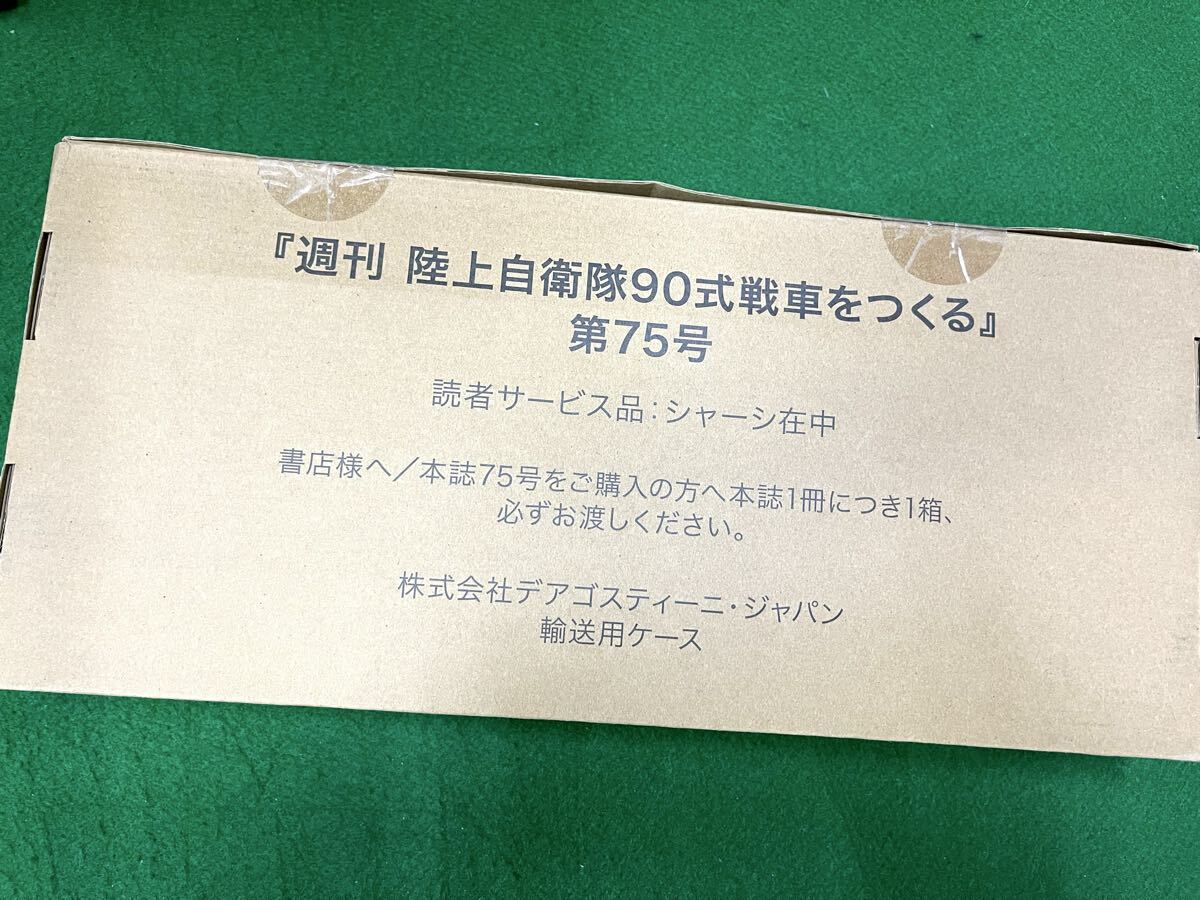 『週刊 陸上自衛隊90式戦車をつくる』
第75号
読者サービス品:シャーシ在中
書店様へ／本誌75号をご購入の方へ本誌1冊につき1箱、
必ずお渡しください。
株式会社デアゴスティーニ・ジャパン
輸送用ケース